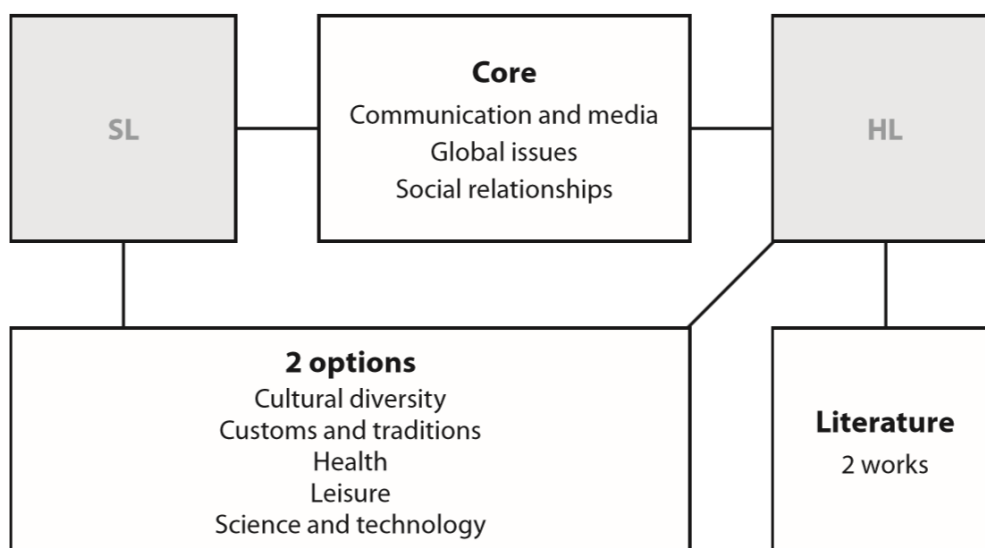 SL
Core
Communication and media
Global issues
Social relationships
HL
2 options
Cultural diversity
Customs and traditions
Health
Leisure
Science and technology
Literature
2 works